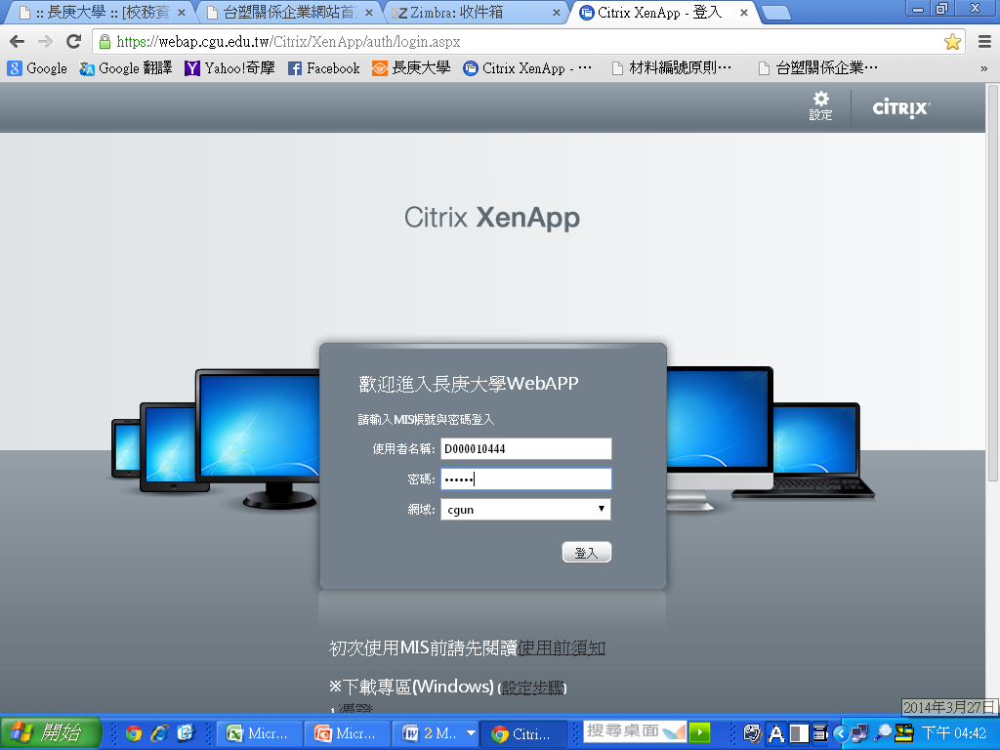 :: 長庚大學 :: [校務資
台塑關係企業網站首
Zimbra: 收件箱
Citrix XenApp - 登入
https://webap.cgu.edu.tw/Citrix/XenApp/auth/login.aspx
Google
Google 翻譯
Yahoo!奇摩
Facebook
長庚大學
Citrix XenApp - ⋯
材料編號原則⋯
台塑關係企業⋯
»
設定
CITRIX
Citrix XenApp
歡迎進入長庚大學WebAPP
請輸入MIS帳號與密碼登入
使用者名稱: D000010444
密碼: ••••••
網域: cgun
登入
初次使用MIS前請先閱讀使用前須知
※下載專區(Windows) (設定步驟)
1.憑證
2014年3月27日
開始
Micr...
Micr...
2 M..
Citri...
搜尋桌面
下午 04:42